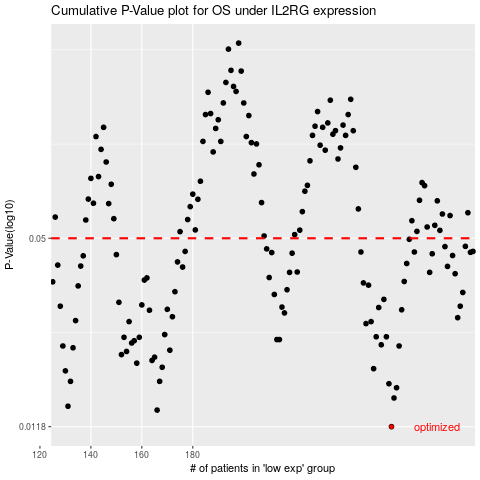 Cumulative P-Value plot for OS under IL2RG expression
P-Value(log10)
0.05
0.0118
optimized
120 140 160 180
# of patients in 'low exp' group